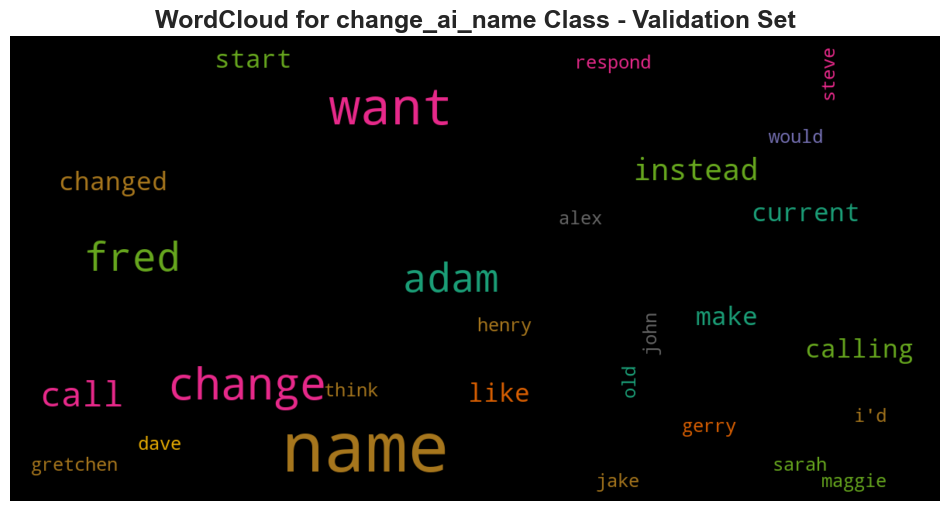 WordCloud for change_ai_name Class - Validation Set
start
respond
steve
want
would
instead
changed
current
alex
fred
adam
make
henry
john
calling
change
think
old
like
call
i'd
gerry
name
dave
gretchen
sarah
jake
maggie